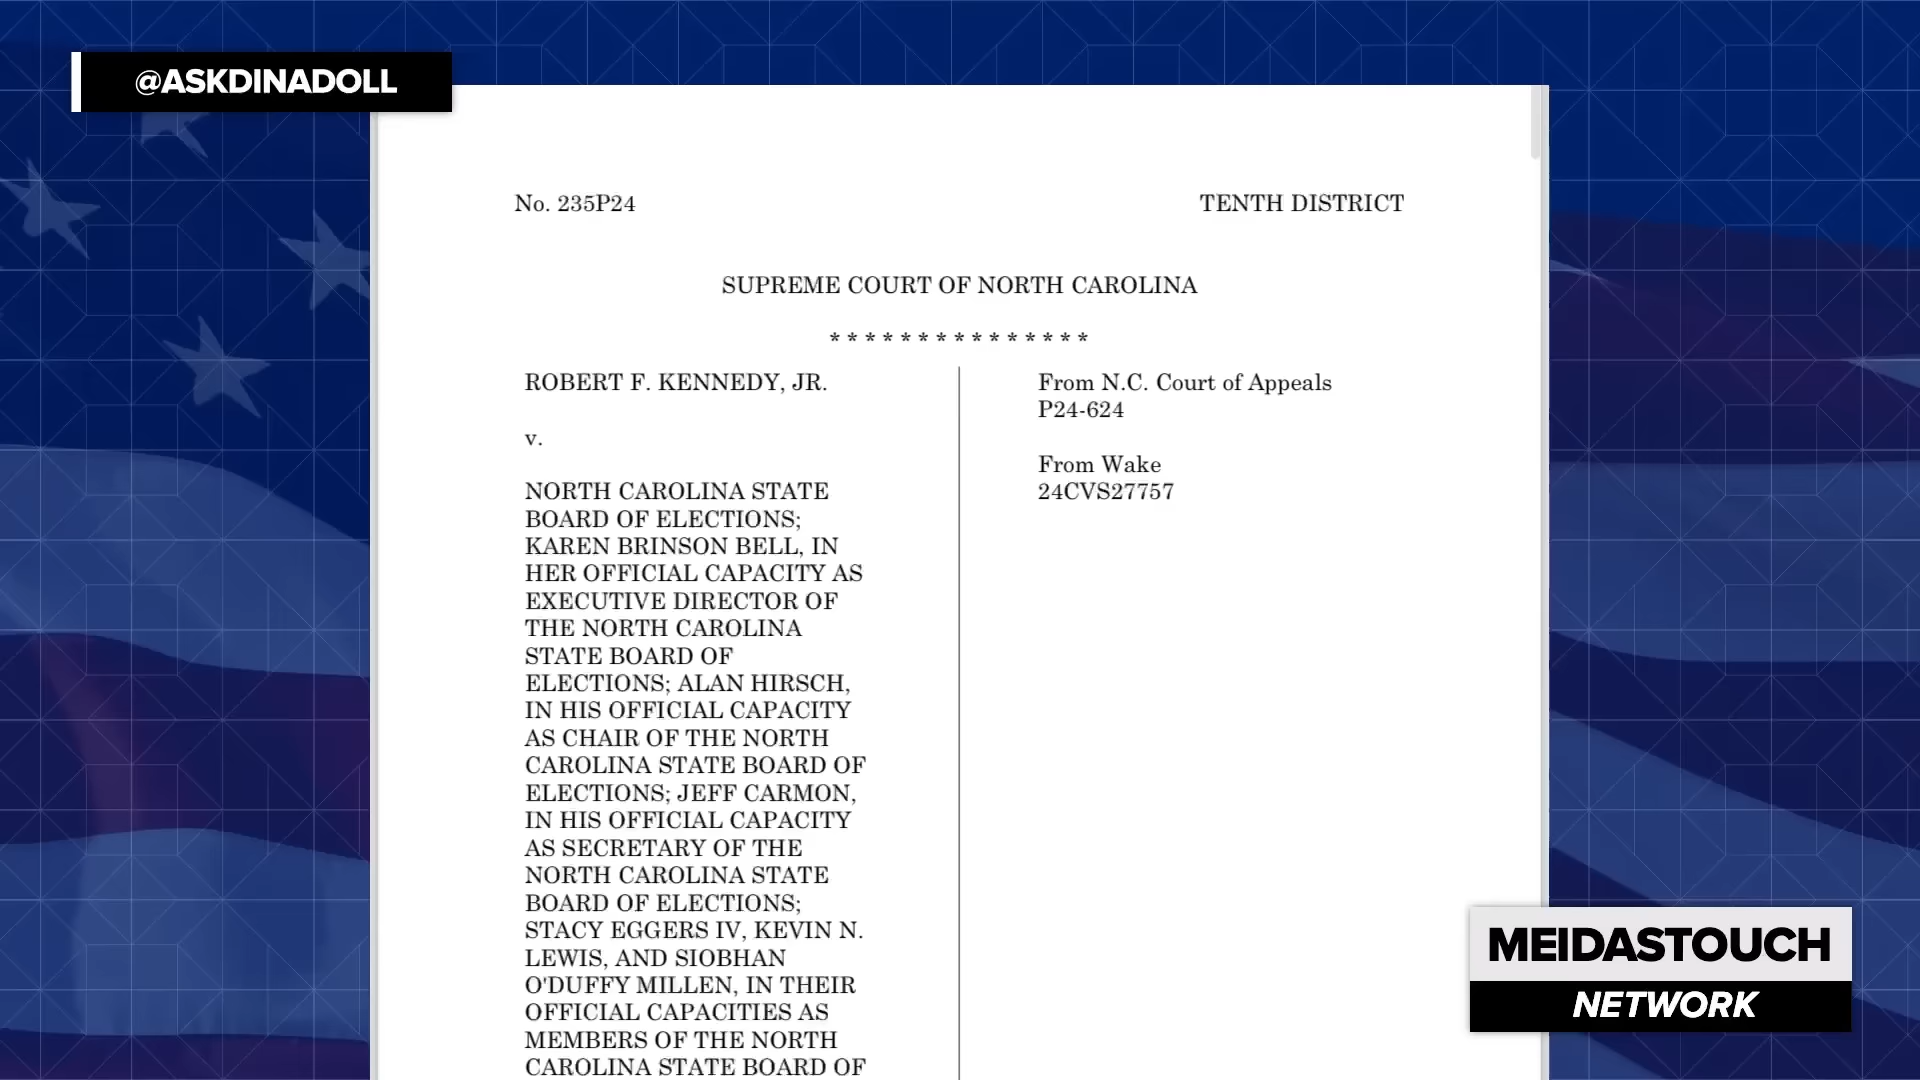 @ASKDINADOLL
No. 235P24
TENTH DISTRICT
SUPREME COURT OF NORTH CAROLINA
* * * * * * * * * * * * * * *
ROBERT F. KENNEDY, JR.
v.
NORTH CAROLINA STATE
BOARD OF ELECTIONS;
KAREN BRINSON BELL, IN
HER OFFICIAL CAPACITY AS
EXECUTIVE DIRECTOR OF
THE NORTH CAROLINA
STATE BOARD OF
ELECTIONS; ALAN HIRSCH,
IN HIS OFFICIAL CAPACITY
AS CHAIR OF THE NORTH
CAROLINA STATE BOARD OF
ELECTIONS; JEFF CARMON,
IN HIS OFFICIAL CAPACITY
AS SECRETARY OF THE
NORTH CAROLINA STATE
BOARD OF ELECTIONS;
STACY EGGERS IV, KEVIN N.
LEWIS, AND SIOBHAN
O'DUFFY MILLEN, IN THEIR
OFFICIAL CAPACITIES AS
MEMBERS OF THE NORTH
CAROLINA STATE BOARD OF
From N.C. Court of Appeals
P24-624
From Wake
24CVS27757
MEIDASTOUCH
NETWORK